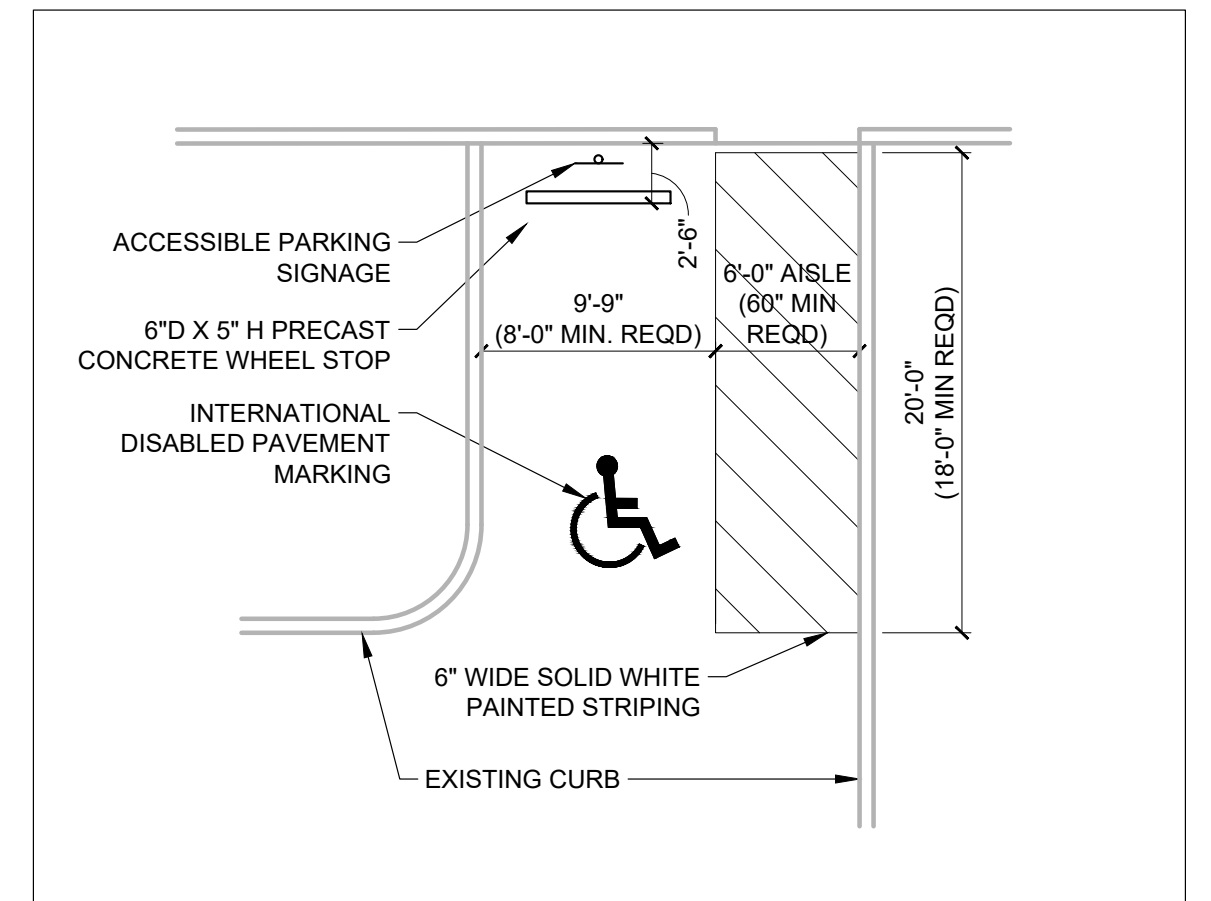 ACCESSIBLE PARKING
SIGNAGE
6"D X 5" H PRECAST
CONCRETE WHEEL STOP
INTERNATIONAL
DISABLED PAVEMENT
MARKING
2'-6"
9'-9"
(8'-0" MIN. REQD)
6'-0" AISLE
(60" MIN
REQD)
20'-0"
(18'-0" MIN REQD)
6" WIDE SOLID WHITE
PAINTED STRIPING
EXISTING CURB